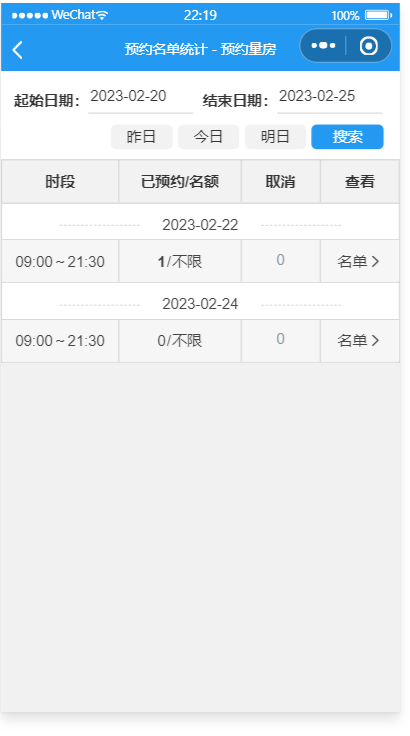 WeChat 22:19 100%
预约名单统计 - 预约量房
起始日期： 2023-02-20 结束日期： 2023-02-25
昨日 今日 明日 搜索
时段 已预约/名额 取消 查看
2023-02-22
09:00～21:30 1/不限 0 名单
2023-02-24
09:00～21:30 0/不限 0 名单